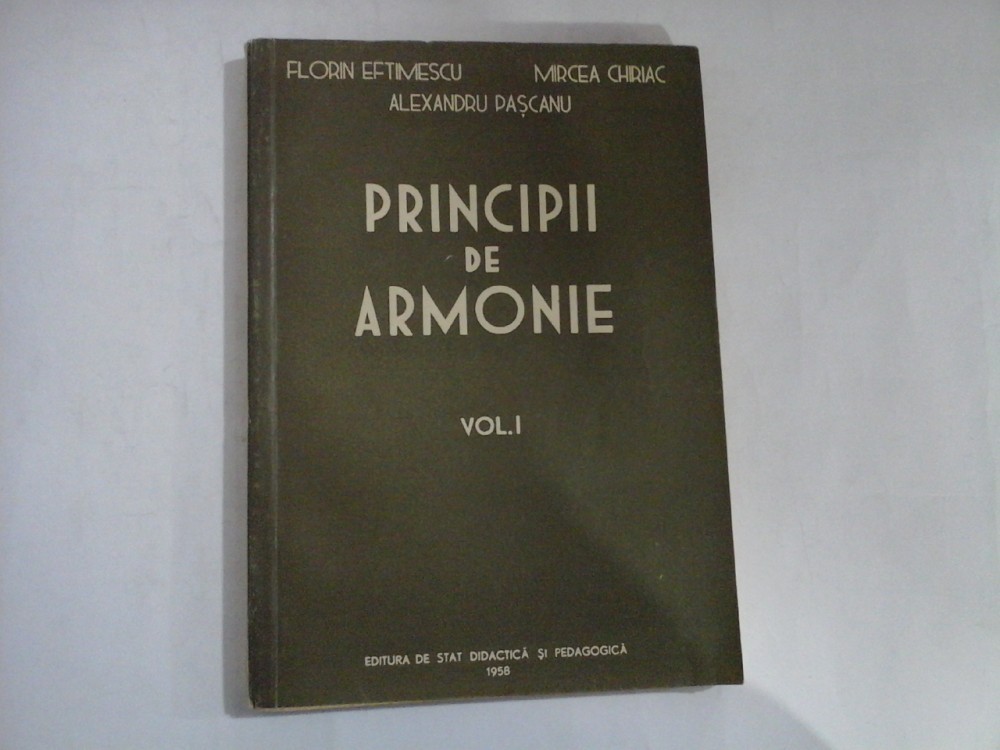 FLORIN EFTIMESCU MIRCEA CHIRIAC
ALEXANDRU PAȘCANU
PRINCIPII
DE
ARMONIE
VOL.I
EDITURA DE STAT DIDACTICĂ ȘI PEDAGOGICĂ
1958